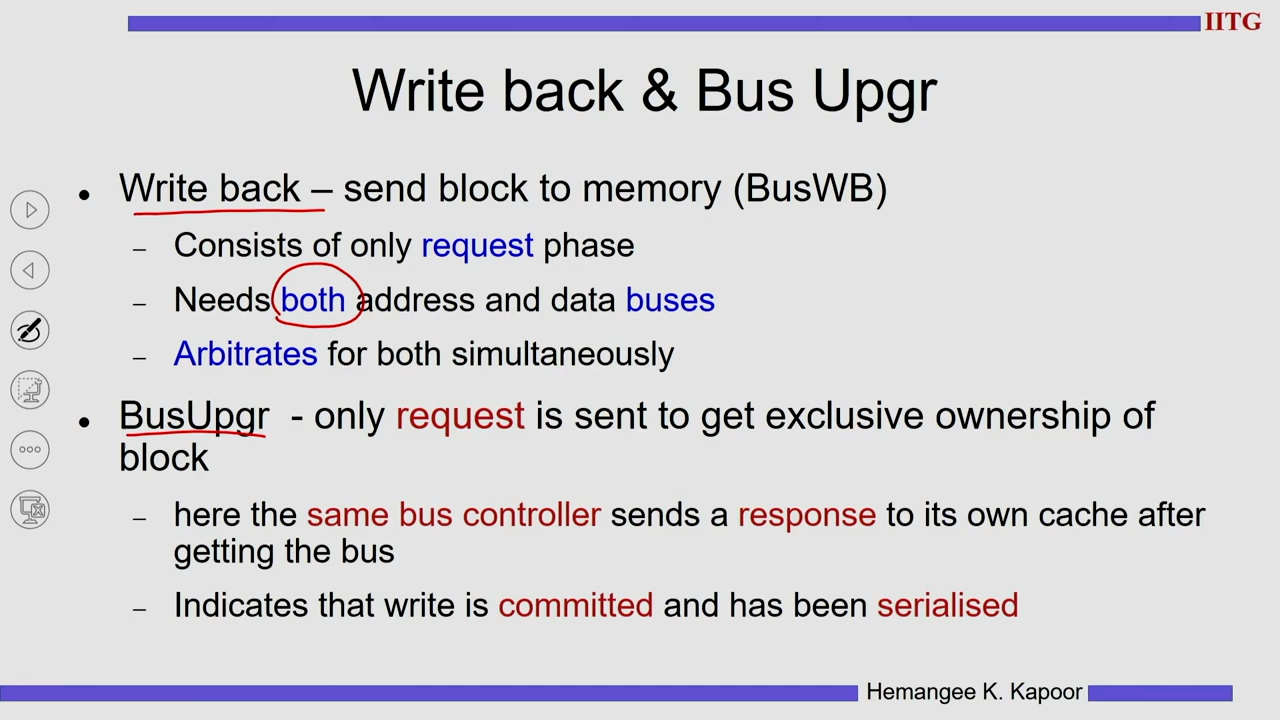 IITG
Write back & Bus Upgr
• Write back – send block to memory (BusWB)
– Consists of only request phase
– Needs both address and data buses
– Arbitrates for both simultaneously
• BusUpgr - only request is sent to get exclusive ownership of
block
– here the same bus controller sends a response to its own cache after
getting the bus
– Indicates that write is committed and has been serialised
Hemangee K. Kapoor